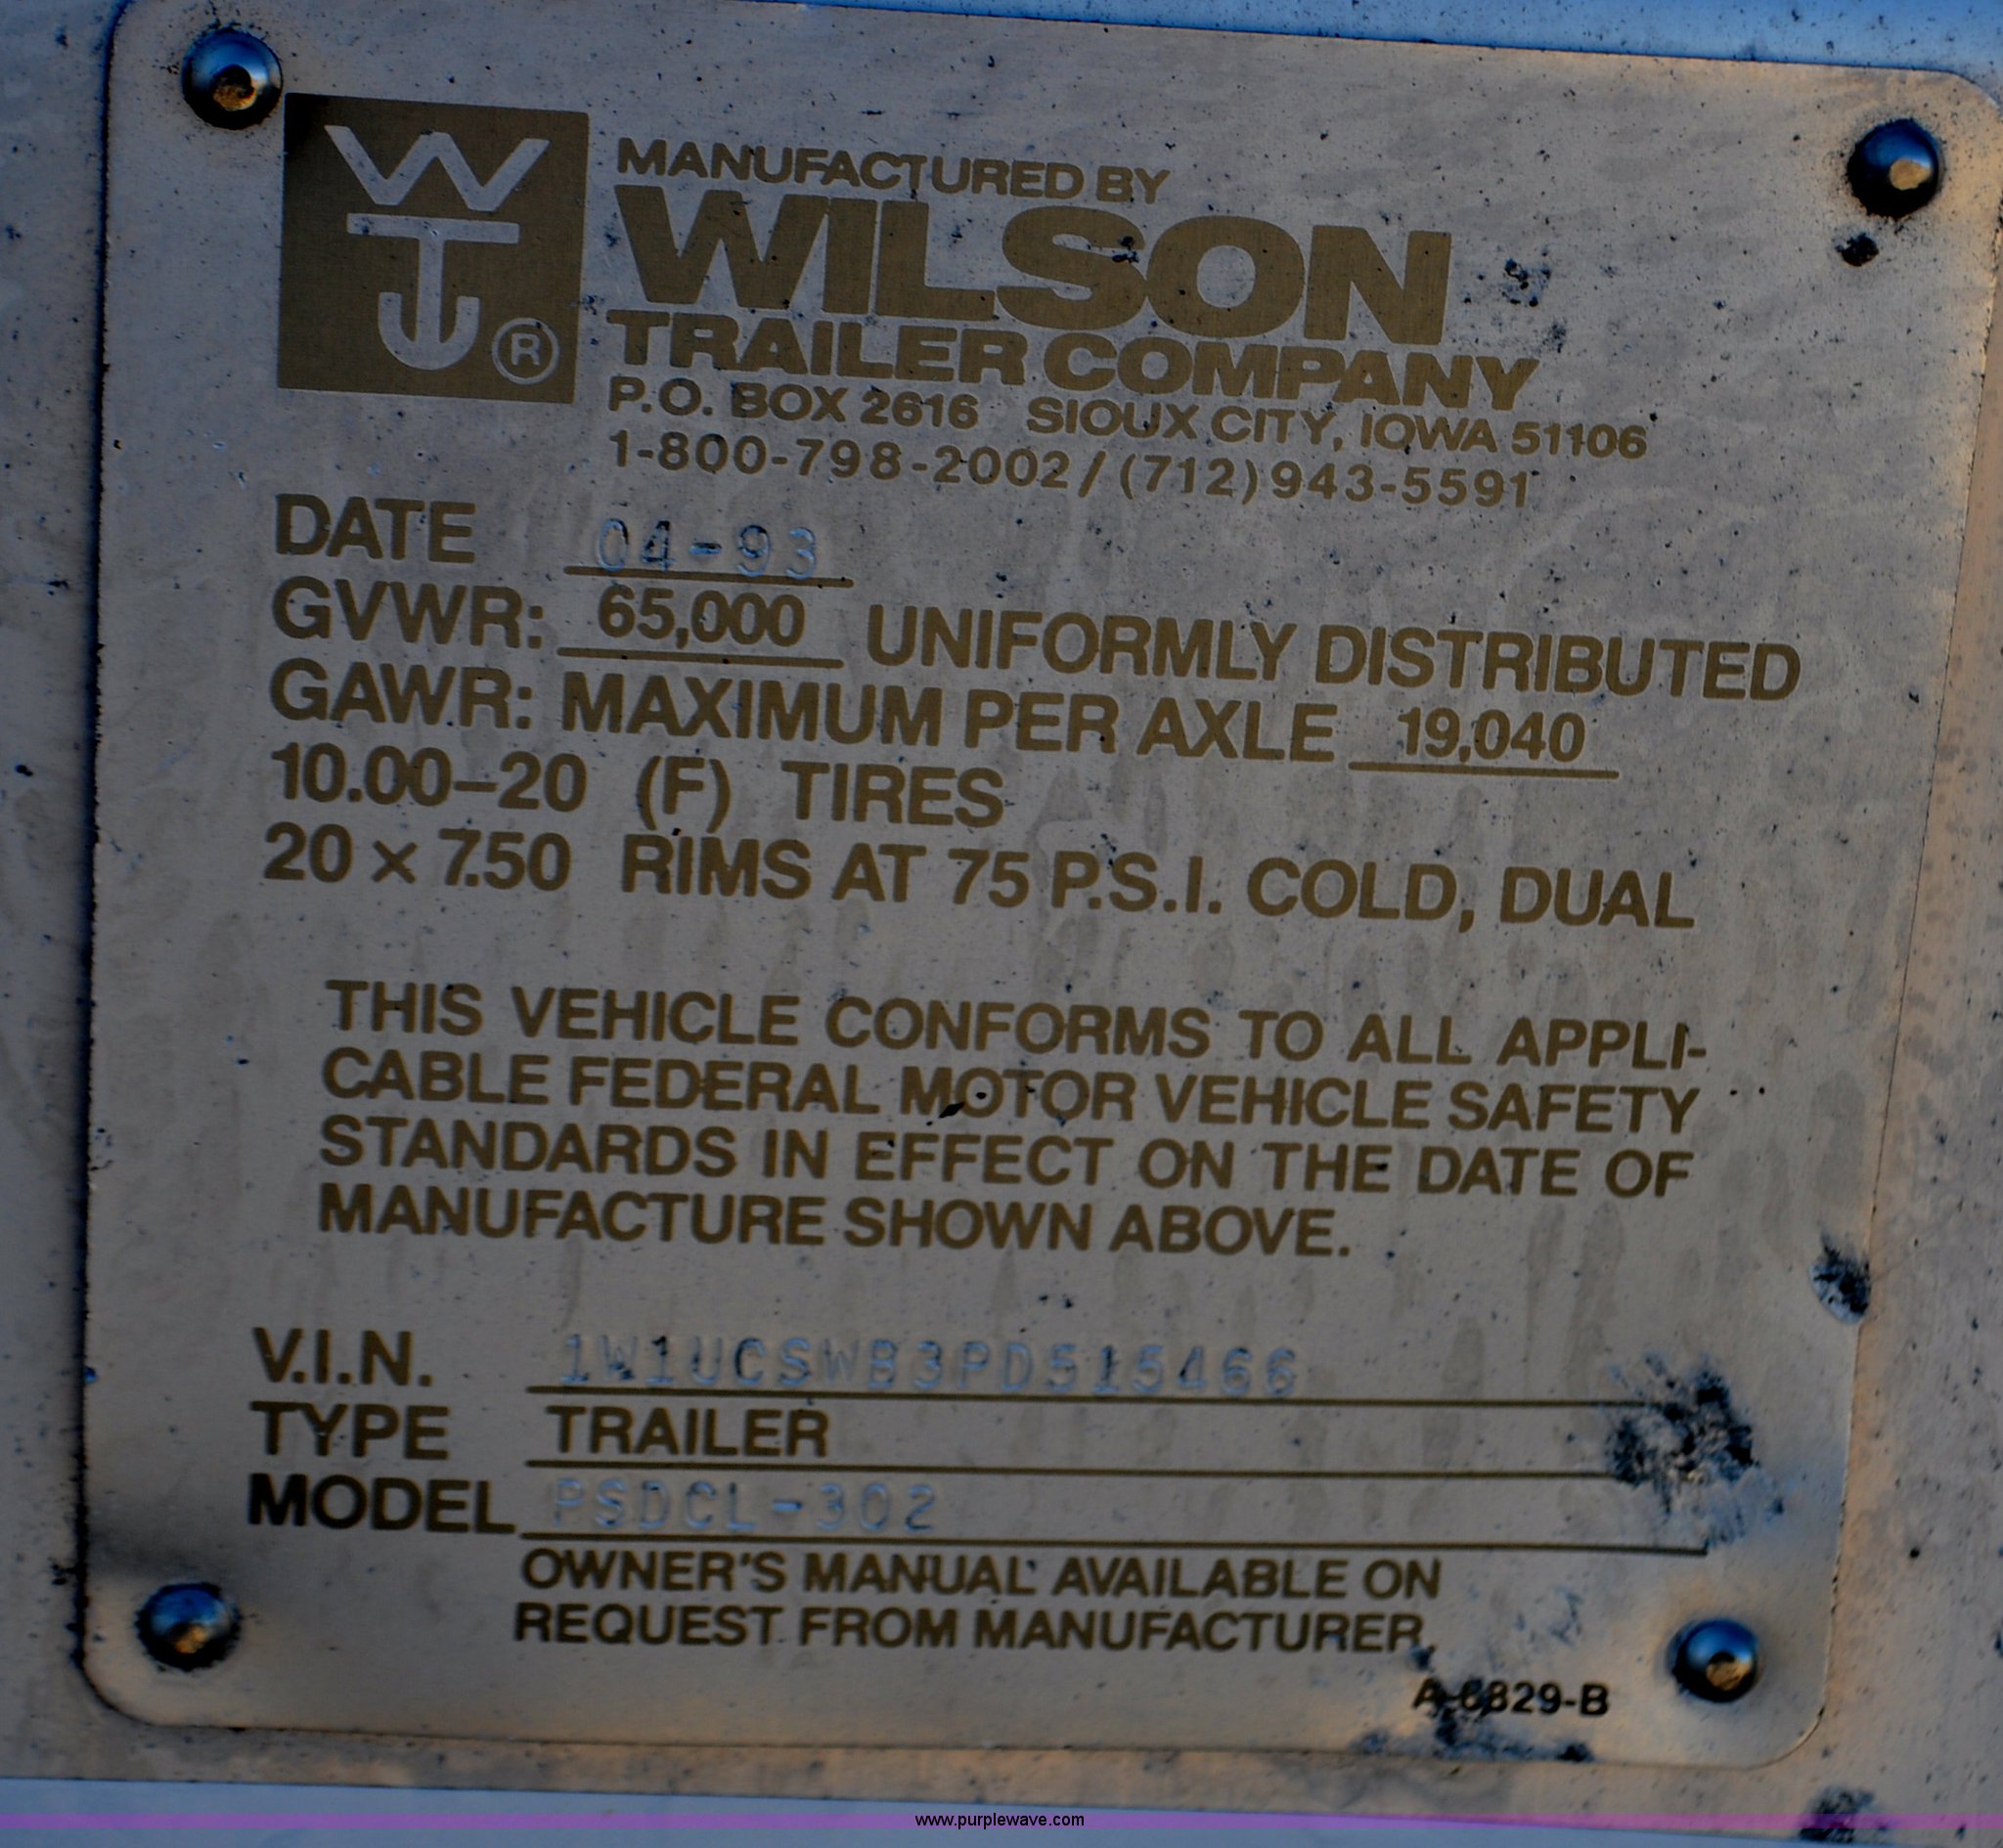 WT ®
MANUFACTURED BY
WILSON
TRAILER COMPANY
P.O. BOX 2616 SIOUX CITY, IOWA 51106
1-800-798-2002/(712)943-5591
DATE 04-93
GVWR: 65,000 UNIFORMLY DISTRIBUTED
GAWR: MAXIMUM PER AXLE 19,040
10.00-20 (F) TIRES
20 x 7.50 RIMS AT 75 P.S.I. COLD, DUAL
THIS VEHICLE CONFORMS TO ALL APPLI-
CABLE FEDERAL MOTOR VEHICLE SAFETY
STANDARDS IN EFFECT ON THE DATE OF
MANUFACTURE SHOWN ABOVE.
V.I.N. 1W1UCSWB3PD515466
TYPE TRAILER
MODEL PSDCL-302
OWNER'S MANUAL AVAILABLE ON
REQUEST FROM MANUFACTURER.
www.purplewave.com